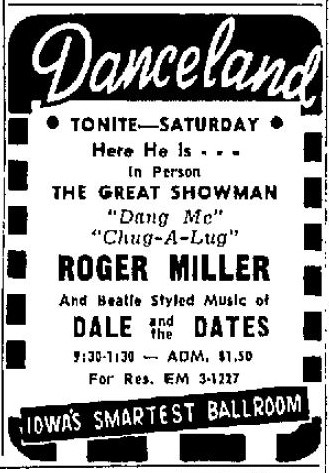 Danceland
• TONITE—SATURDAY •
Here He Is - - -
In Person
THE GREAT SHOWMAN
"Dang Me"
"Chug-A-Lug"
ROGER MILLER
And Beatle Styled Music of
DALE and the DATES
9:30-1:30 — ADM. $1.50
For Res. EM 3-1227
IOWA'S SMARTEST BALLROOM